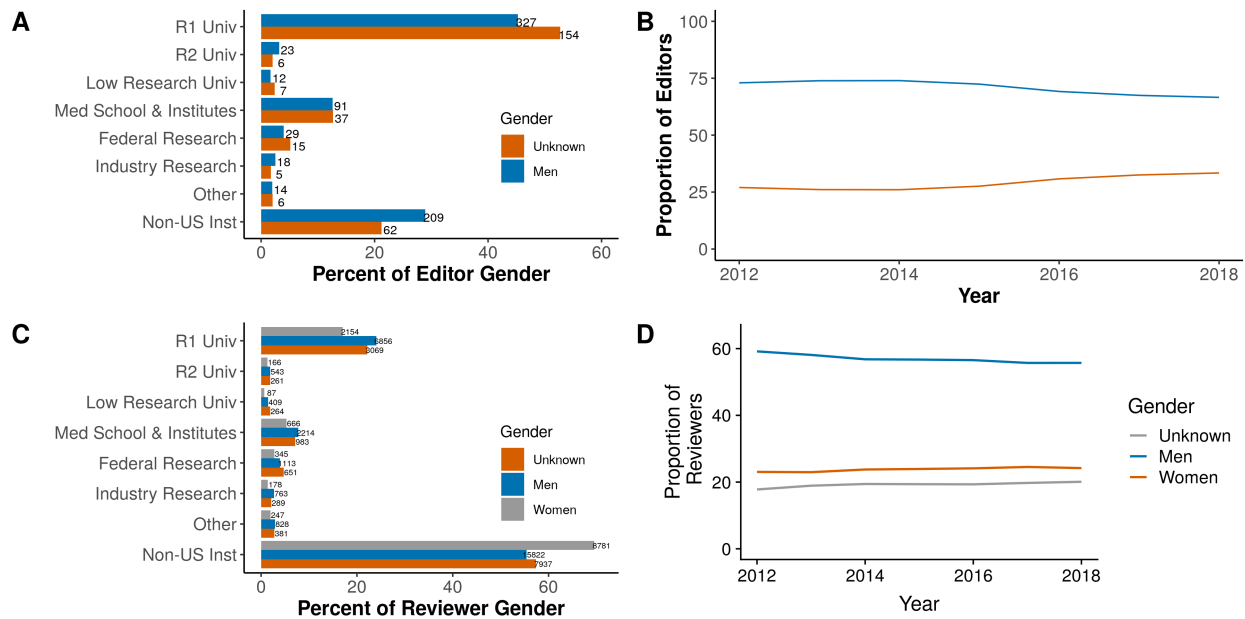 A
R1 Univ
R2 Univ
Low Research Univ
Med School & Institutes
Federal Research
Industry Research
Other
Non-US Inst
327
154
23
6
12
7
91
37
29
15
18
5
14
6
209
62
Gender
Unknown
Men
0
20
40
60
Percent of Editor Gender
B
Proportion of Editors
100
75
50
25
0
2012
2014
2016
2018
Year
C
R1 Univ
R2 Univ
Low Research Univ
Med School & Institutes
Federal Research
Industry Research
Other
Non-US Inst
2154
6856
3069
166
543
261
87
409
264
666
2214
983
345
1113
651
178
763
289
247
828
381
8781
15822
7937
Gender
Unknown
Men
Women
0
20
40
60
Percent of Reviewer Gender
D
Proportion of
Reviewers
60
40
20
0
2012
2014
2016
2018
Year
Gender
Unknown
Men
Women